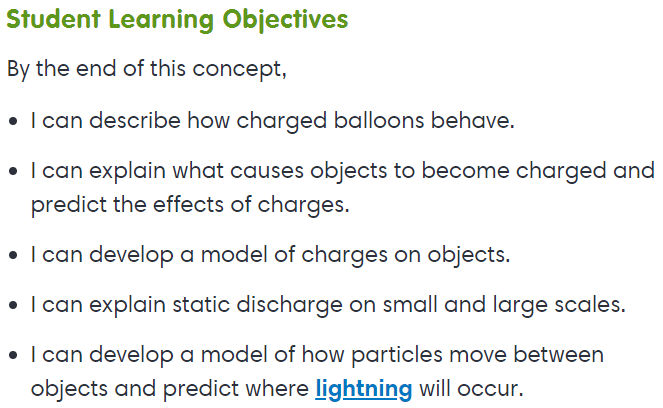 Student Learning Objectives
By the end of this concept,
• I can describe how charged balloons behave.
• I can explain what causes objects to become charged and
predict the effects of charges.
• I can develop a model of charges on objects.
• I can explain static discharge on small and large scales.
• I can develop a model of how particles move between
objects and predict where lightning will occur.